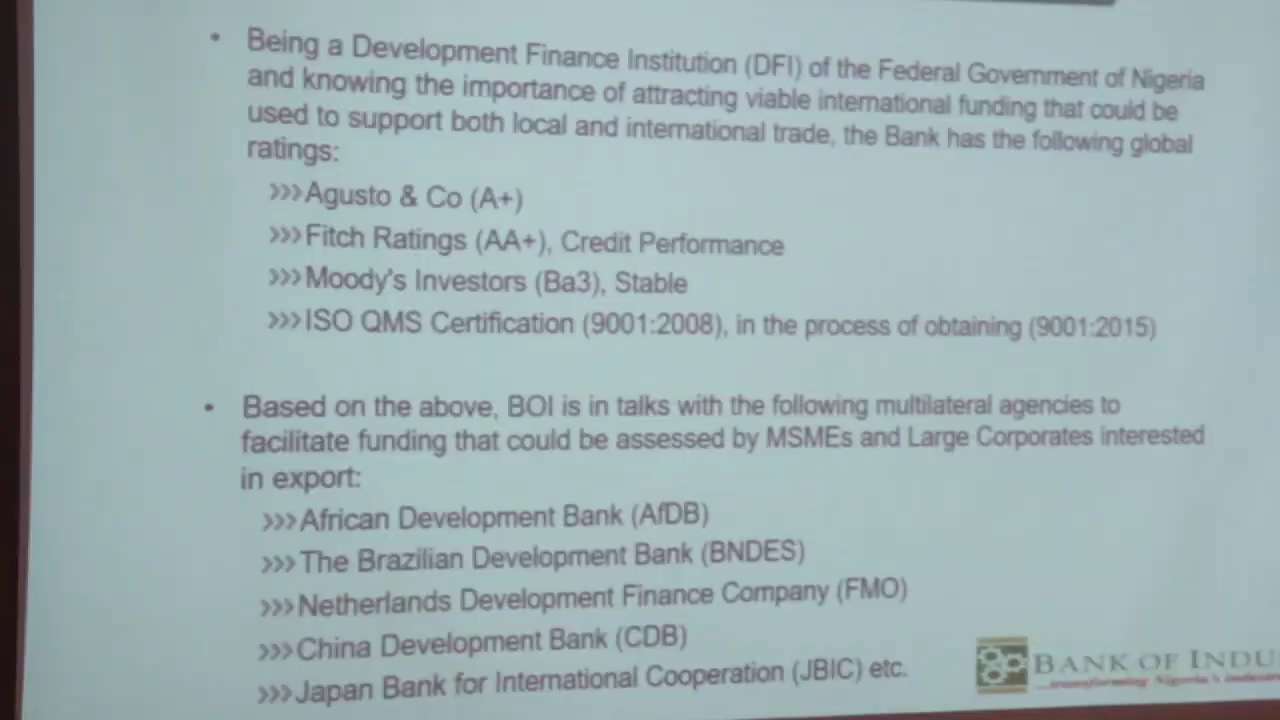 • Being a Development Finance Institution (DFI) of the Federal Government of Nigeria
and knowing the importance of attracting viable international funding that could be
used to support both local and international trade, the Bank has the following global
ratings:
>>>Agusto & Co (A+)
>>>Fitch Ratings (AA+), Credit Performance
>>>Moody's Investors (Ba3), Stable
>>>ISO QMS Certification (9001:2008), in the process of obtaining (9001:2015)
• Based on the above, BOI is in talks with the following multilateral agencies to
facilitate funding that could be assessed by MSMEs and Large Corporates interested
in export:
>>>African Development Bank (AfDB)
>>>The Brazilian Development Bank (BNDES)
>>>Netherlands Development Finance Company (FMO)
>>>China Development Bank (CDB)
>>>Japan Bank for International Cooperation (JBIC) etc.
BANK OF INDU
...transforming Nigeria's